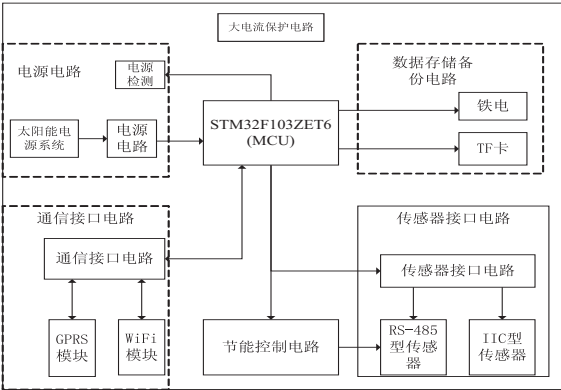 大电流保护电路
电源电路
电源
检测
太阳能电
源系统
电源
电路
STM32F103ZET6
(MCU)
数据存储备
份电路
铁电
TF卡
通信接口电路
通信接口电路
GPRS
模块
WiFi
模块
节能控制电路
传感器接口电路
传感器接口电路
RS-485
型传感
器
IIC型
传感器